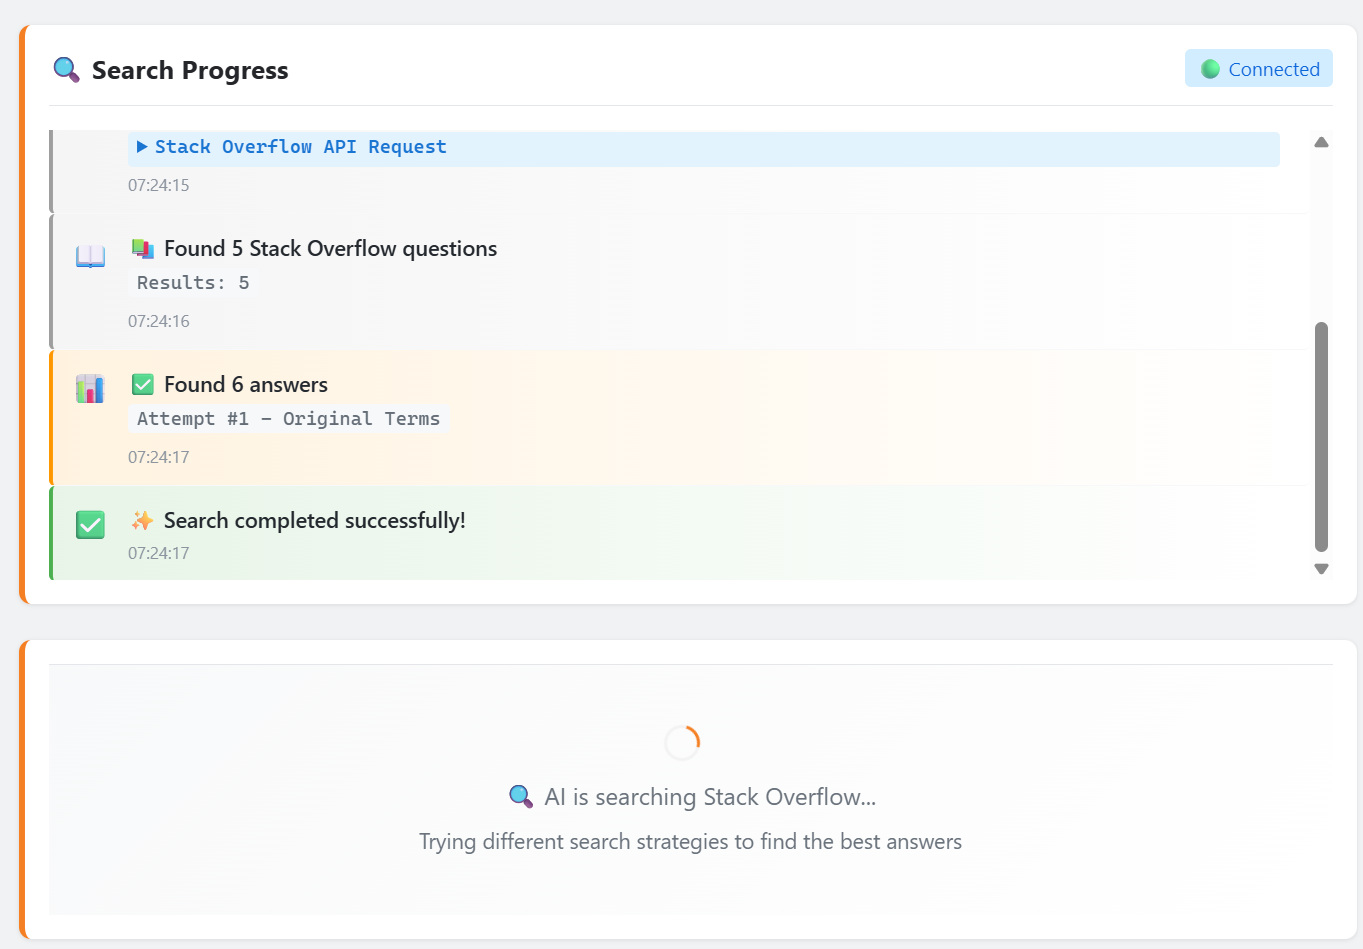 Search Progress
Connected
Stack Overflow API Request
07:24:15
Found 5 Stack Overflow questions
Results: 5
07:24:16
Found 6 answers
Attempt #1 - Original Terms
07:24:17
Search completed successfully!
07:24:17
AI is searching Stack Overflow...
Trying different search strategies to find the best answers